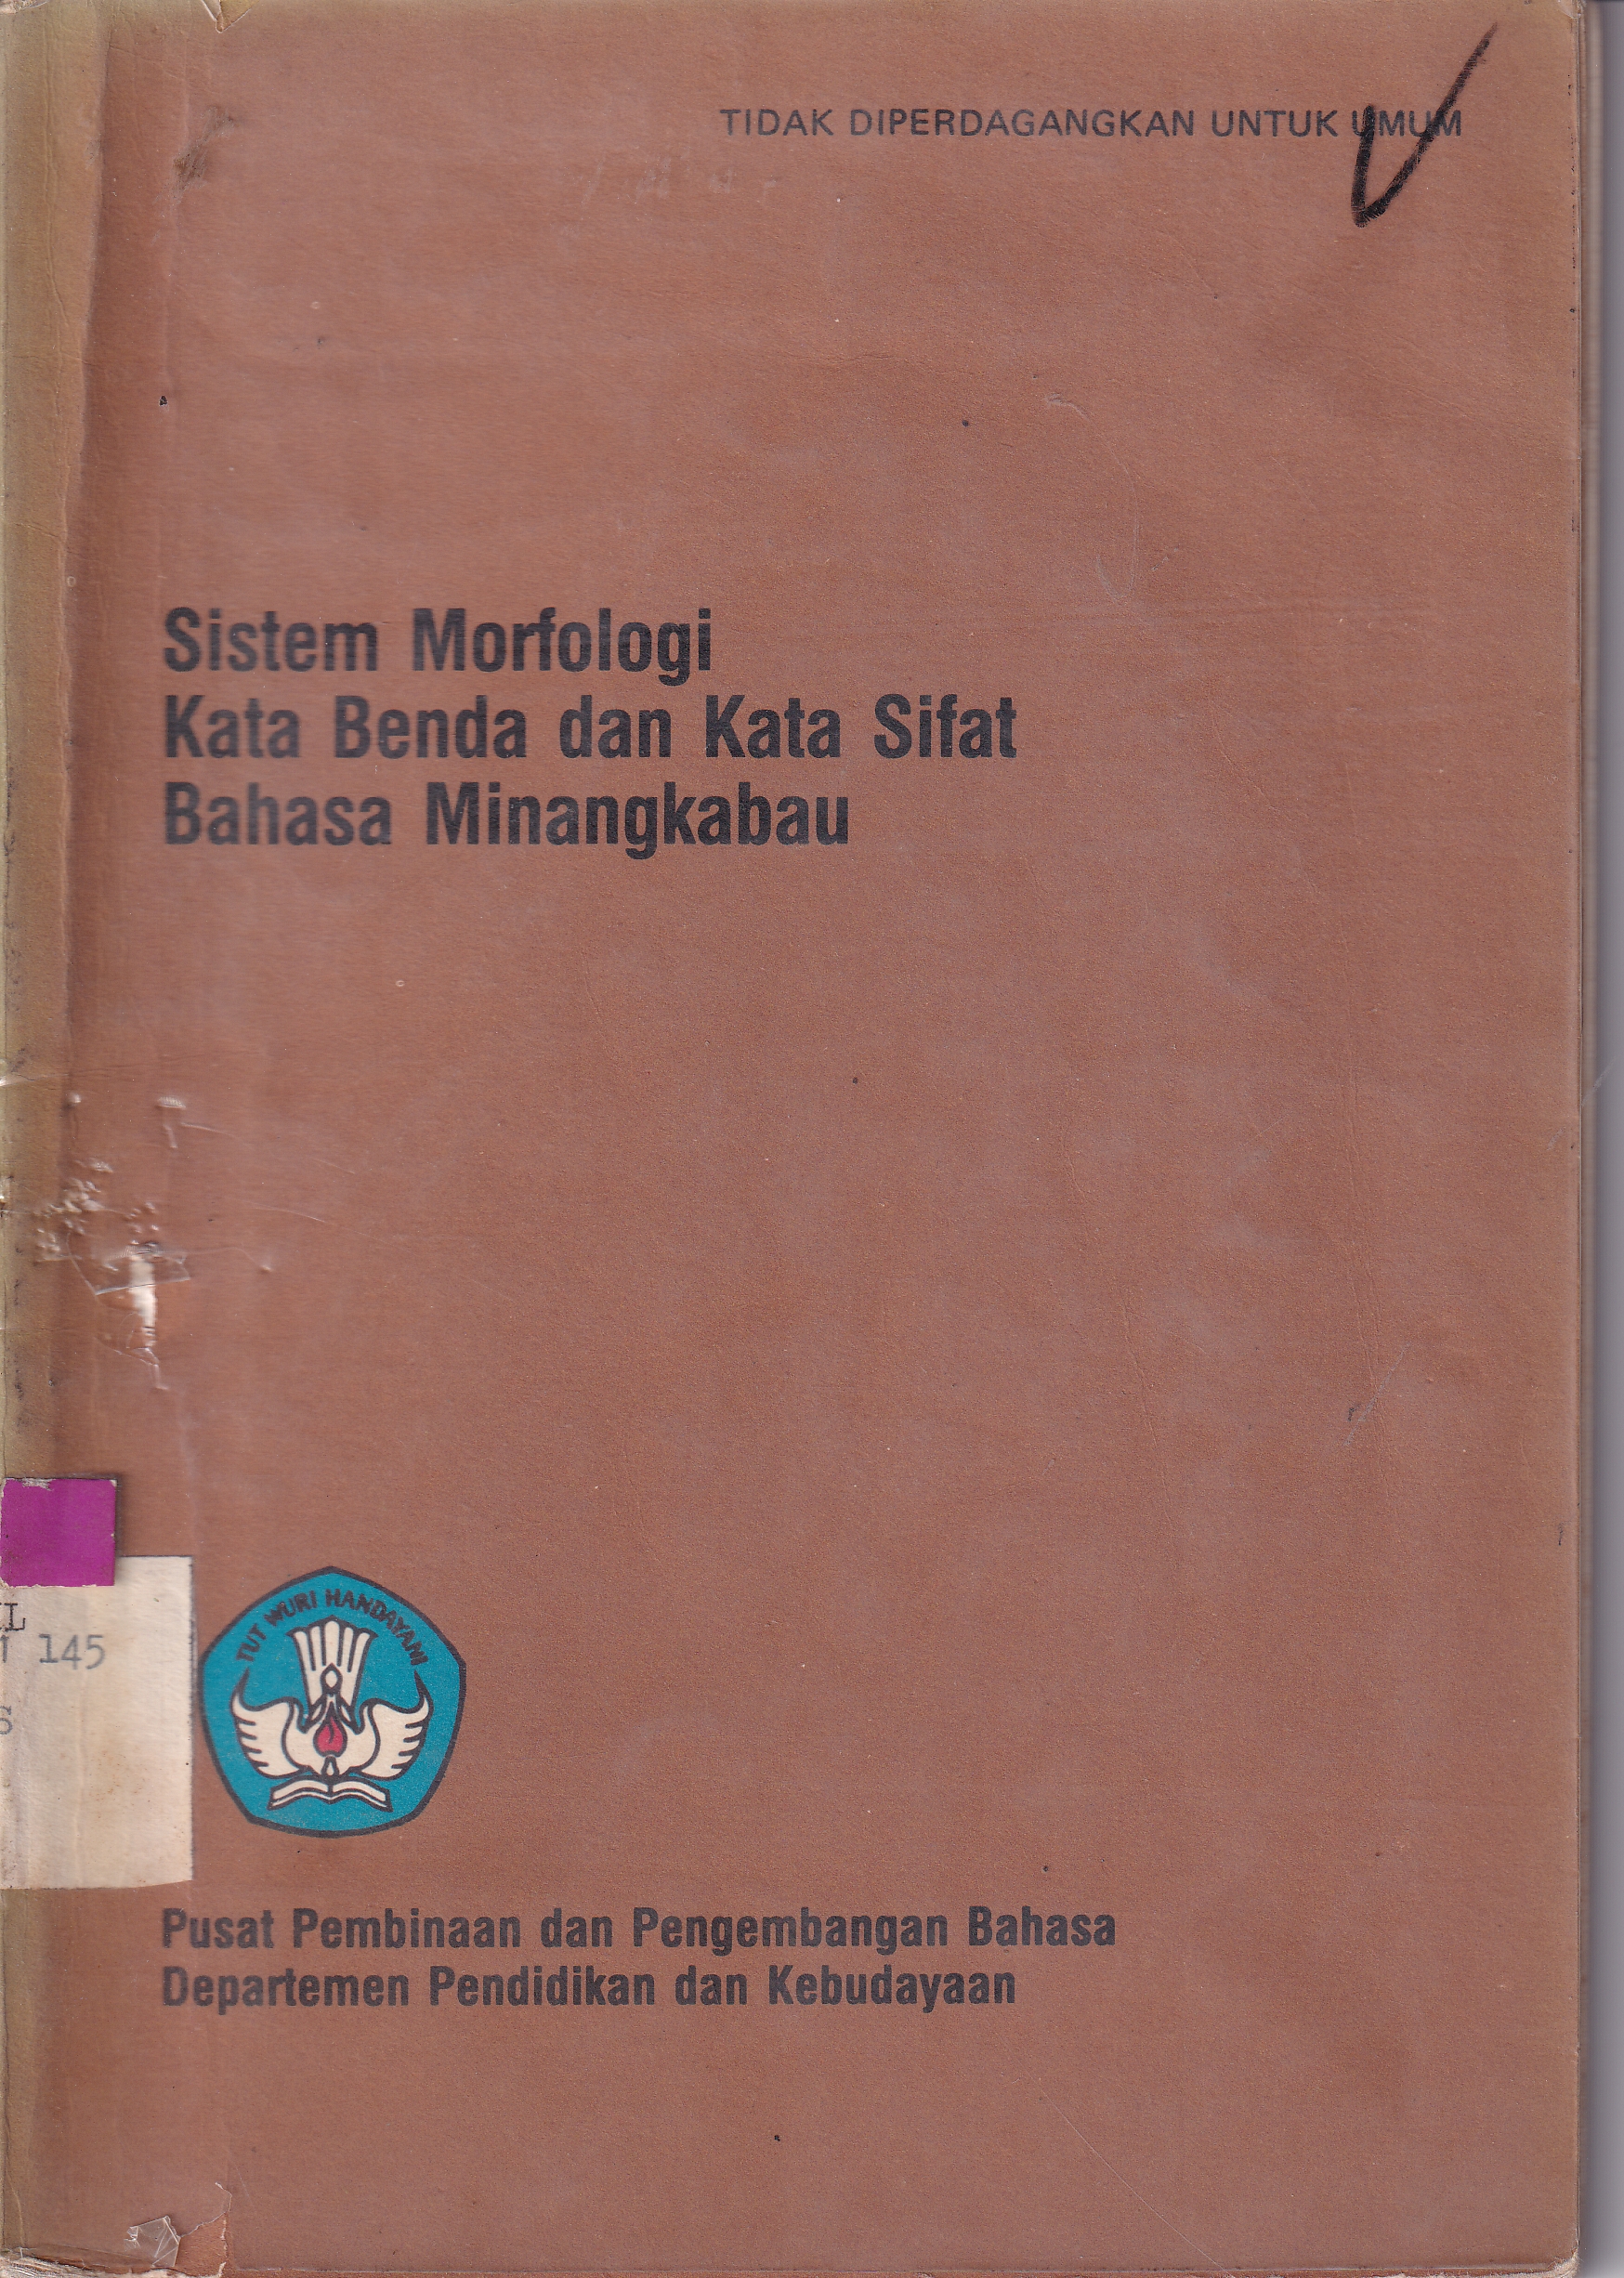 TIDAK DIPERDAGANGKAN UNTUK UMUM
Sistem Morfologi
Kata Benda dan Kata Sifat
Bahasa Minangkabau
145
TUT WURI HANDAYANI
Pusat Pembinaan dan Pengembangan Bahasa
Departemen Pendidikan dan Kebudayaan